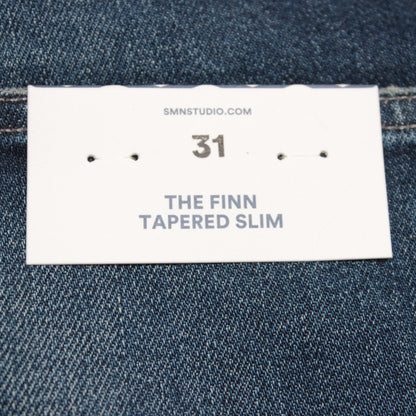 SMNSTUDIO.COM
31
THE FINN
TAPERED SLIM